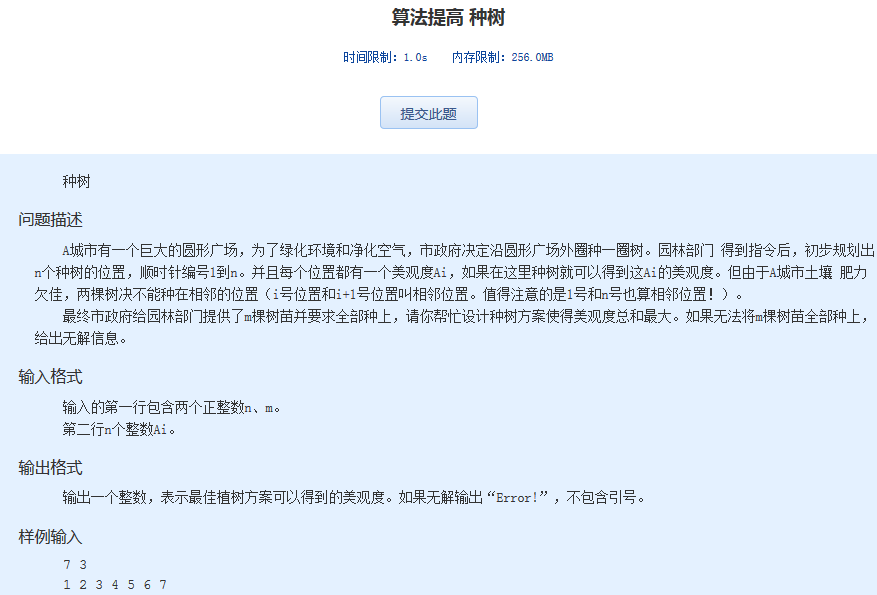 算法提高 种树
时间限制：1.0s 内存限制：256.0MB
提交此题
种树
问题描述
A城市有一个巨大的圆形广场，为了绿化环境和净化空气，市政府决定沿圆形广场外圈种一圈树。园林部门 得到指令后，初步规划出
n个种树的位置，顺时针编号1到n。并且每个位置都有一个美观度Ai，如果在这里种树就可以得到这Ai的美观度。但由于A城市土壤 肥力
欠佳，两棵树决不能种在相邻的位置（i号位置和i+1号位置叫相邻位置。值得注意的是1号和n号也算相邻位置！）。
最终市政府给园林部门提供了m棵树苗并要求全部种上，请你帮忙设计种树方案使得美观度总和最大。如果无法将m棵树苗全部种上，
给出无解信息。
输入格式
输入的第一行包含两个正整数n、m。
第二行n个整数Ai。
输出格式
输出一个整数，表示最佳植树方案可以得到的美观度。如果无解输出“Error!”，不包含引号。
样例输入
7 3
1 2 3 4 5 6 7